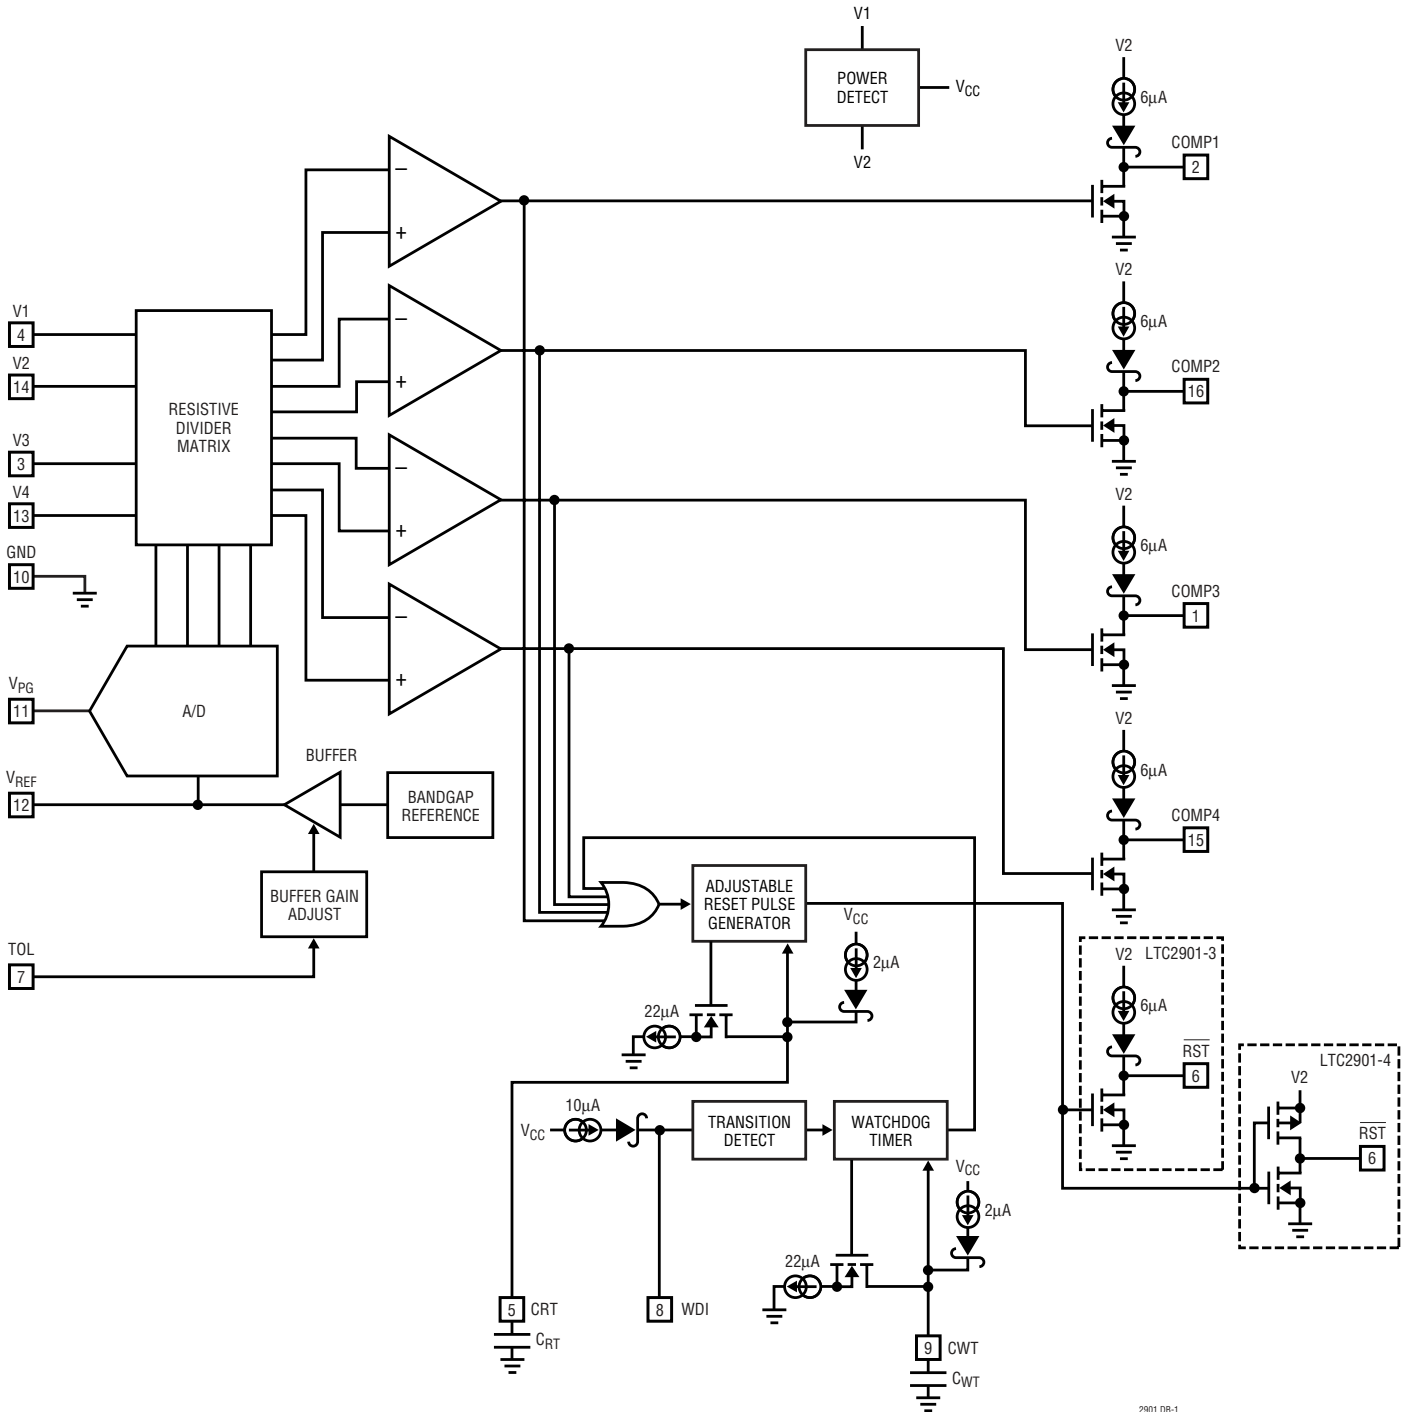 V1
POWER
DETECT
VCC
V2
V2
6µA
COMP1
2
−
+
V2
6µA
COMP2
16
−
+
V1
4
V2
14
V3
3
V4
13
GND
10
RESISTIVE
DIVIDER
MATRIX
−
+
V2
6µA
COMP3
1
−
+
VPG
11
A/D
VREF
12
BUFFER
BANDGAP
REFERENCE
BUFFER GAIN
ADJUST
TOL
7
V2
6µA
COMP4
15
ADJUSTABLE
RESET PULSE
GENERATOR
VCC
2µA
22µA
V2
LTC2901-3
6µA
RST
6
LTC2901-4
V2
RST
6
10µA
VCC
TRANSITION
DETECT
WATCHDOG
TIMER
VCC
2µA
22µA
5
CRT
CRT
8
WDI
9
CWT
CWT
2901 DB-1